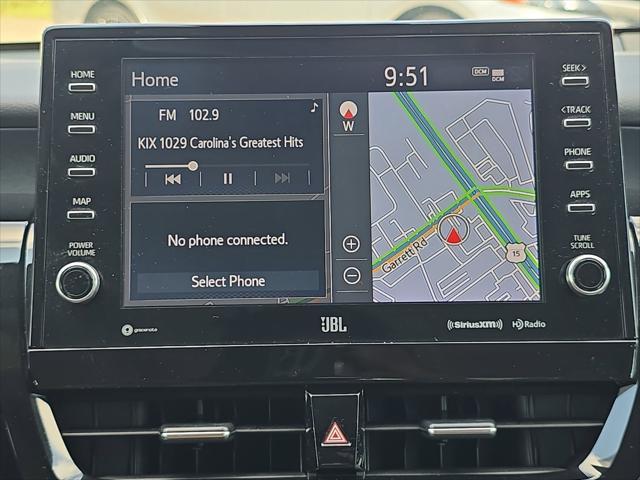 HOME
MENU
AUDIO
MAP
POWER
VOLUME
Home
9:51
DCM
DCM
FM 102.9
KIX 1029 Carolina's Greatest Hits
No phone connected.
Select Phone
W
Garrett Rd
15
SEEK >
< TRACK
PHONE
APPS
TUNE
SCROLL
gracenote
JBL
((SiriusXM))
HD Radio